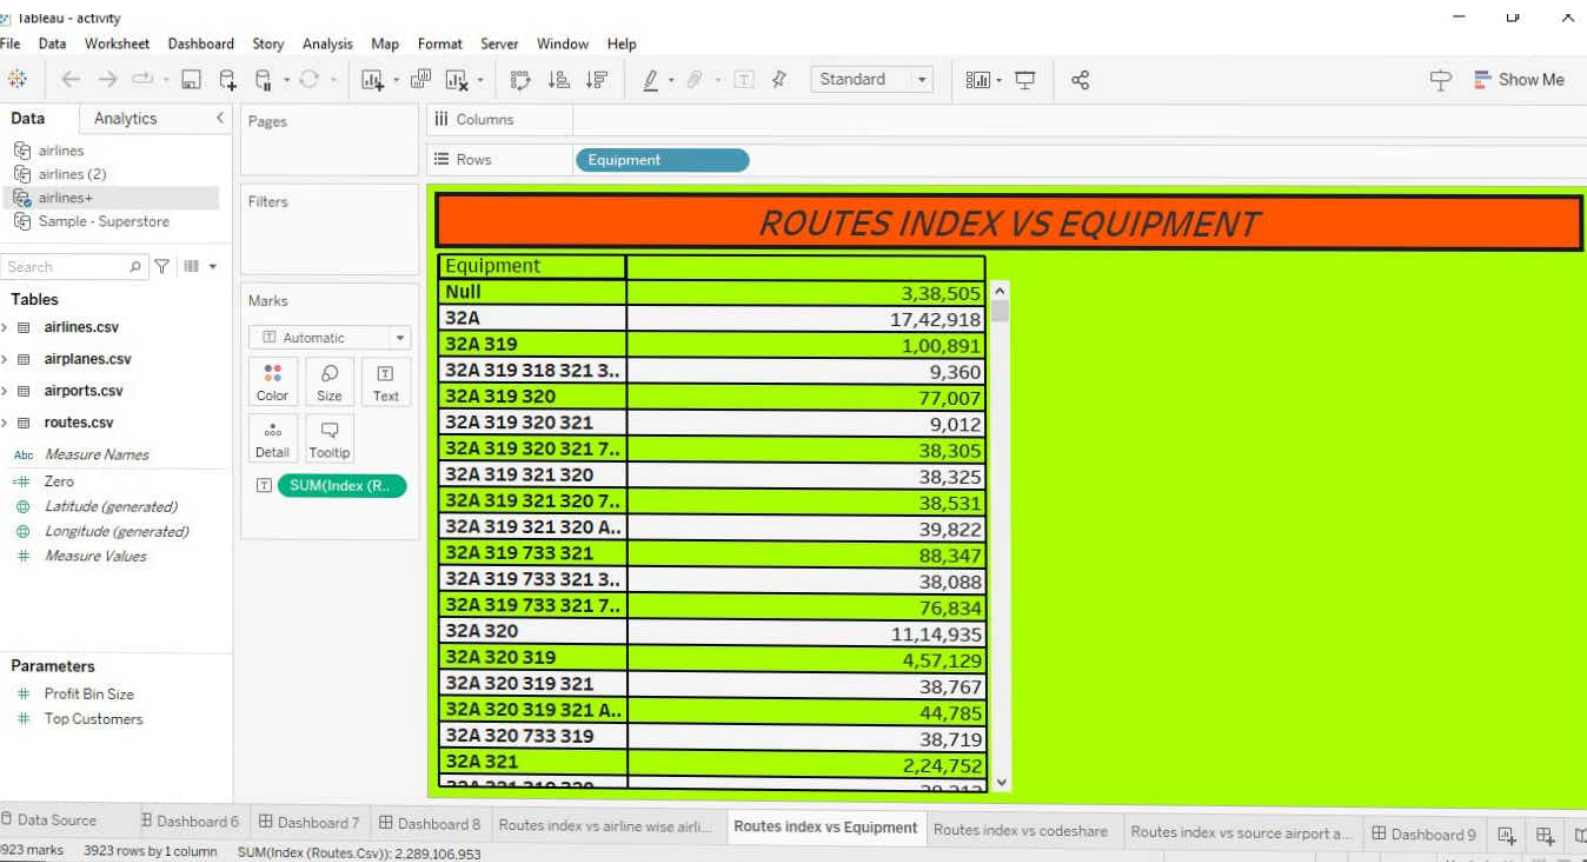 Tableau - activity
File Data Worksheet Dashboard Story Analysis Map Format Server Window Help
Standard
Show Me
Data Analytics
Pages
iii Columns
airlines
airlines (2)
airlines+
Sample - Superstore
Rows
Equipment
Filters
ROUTES INDEX VS EQUIPMENT
Search
Tables
airlines.csv
airplanes.csv
airports.csv
routes.csv
Abc Measure Names
Zero
Latitude (generated)
Longitude (generated)
# Measure Values
Parameters
# Profit Bin Size
# Top Customers
Marks
Automatic
Color Size Text
Detail Tooltip
SUM(Index (R..
Equipment
Null 3,38,505
32A 17,42,918
32A 319 1,00,891
32A 319 318 321 3.. 9,360
32A 319 320 77,007
32A 319 320 321 9,012
32A 319 320 321 7.. 38,305
32A 319 321 320 38,325
32A 319 321 320 7.. 38,531
32A 319 321 320 A.. 39,822
32A 319 733 321 88,347
32A 319 733 321 3.. 38,088
32A 319 733 321 7.. 76,834
32A 320 11,14,935
32A 320 319 4,57,129
32A 320 319 321 38,767
32A 320 319 321 A.. 44,785
32A 320 733 319 38,719
32A 321 2,24,752
Data Source Dashboard 6 Dashboard 7 Dashboard 8 Routes index vs airline wise airli... Routes index vs Equipment Routes index vs codeshare Routes index vs source airport a... Dashboard 9
3923 marks 3923 rows by 1 column SUM(Index (Routes.Csv)): 2,289,106,953